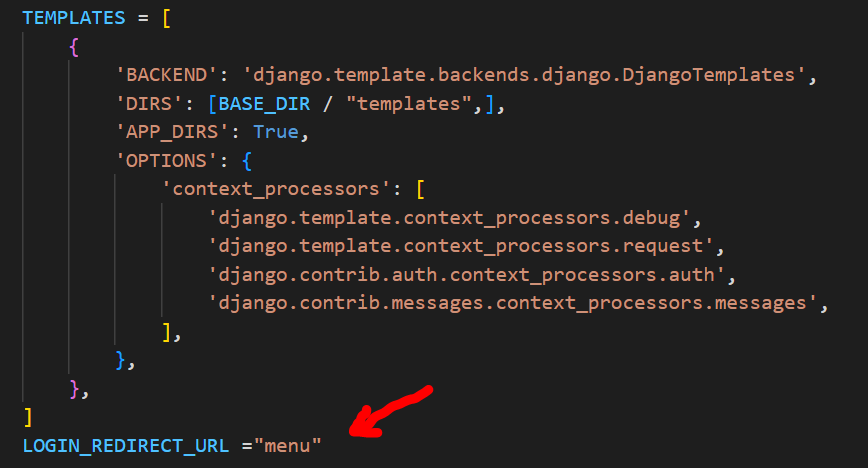 TEMPLATES = [
    {
        'BACKEND': 'django.template.backends.django.DjangoTemplates',
        'DIRS': [BASE_DIR / "templates",],
        'APP_DIRS': True,
        'OPTIONS': {
            'context_processors': [
                'django.template.context_processors.debug',
                'django.template.context_processors.request',
                'django.contrib.auth.context_processors.auth',
                'django.contrib.messages.context_processors.messages',
            ],
        },
    },
]
LOGIN_REDIRECT_URL ="menu"